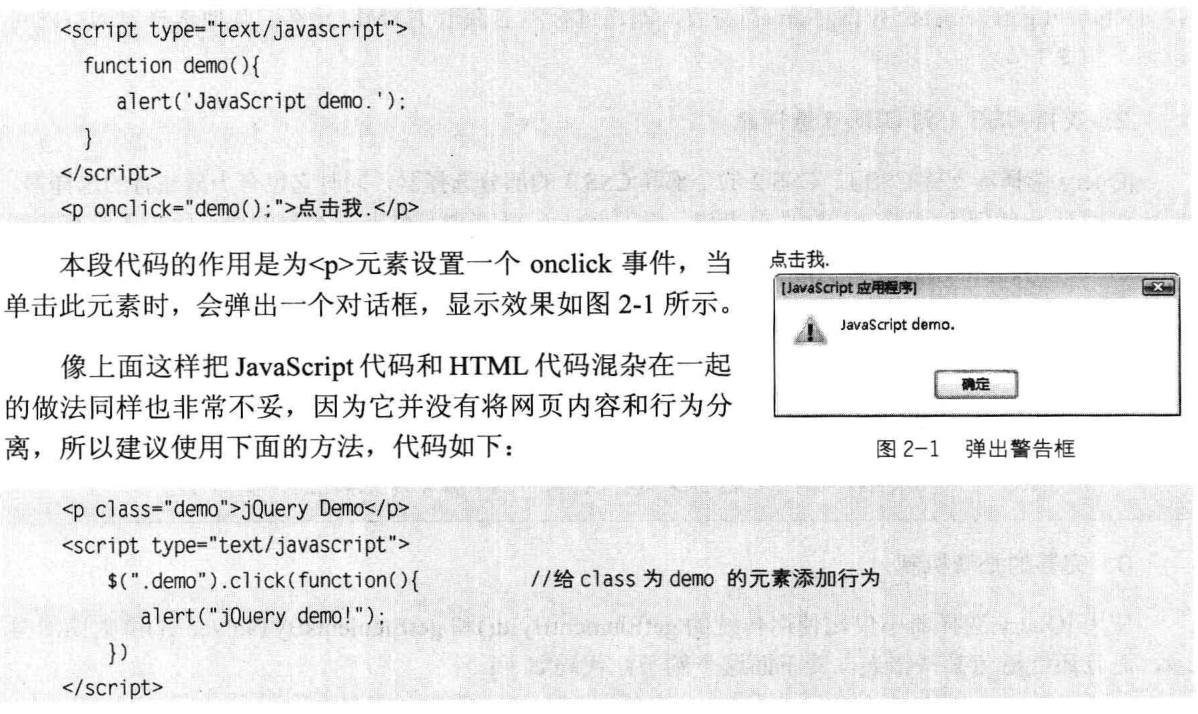 <script type="text/javascript">
function demo(){
alert('JavaScript demo.');
}
</script>
<p onclick="demo();">点击我.</p>
本段代码的作用是为<p>元素设置一个 onclick 事件，当
单击此元素时，会弹出一个对话框，显示效果如图 2-1 所示。
像上面这样把 JavaScript 代码和 HTML 代码混杂在一起
的做法同样也非常不妥，因为它并没有将网页内容和行为分
离，所以建议使用下面的方法，代码如下：
点击我.
[JavaScript 应用程序]
JavaScript demo.
确定
图 2-1 弹出警告框
<p class="demo">jQuery Demo</p>
<script type="text/javascript">
$(".demo").click(function(){ //给 class 为 demo 的元素添加行为
alert("jQuery demo!");
})
</script>